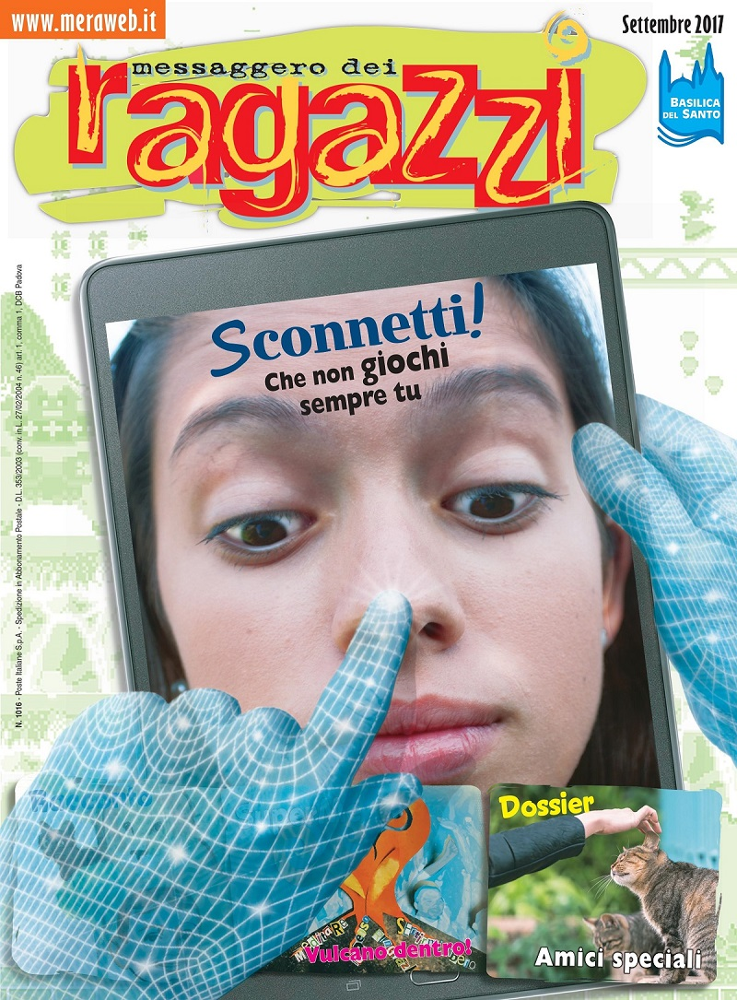 www.meraweb.it
Settembre 2017
messaggero dei
ragazzi
9
BASILICA
DEL SANTO
Sconnetti!
Che non giochi
sempre tu
N. 1016 - Poste Italiane S.p.A. - Spedizione in Abbonamento Postale - D.L. 353/2003 (conv. in L. 27/02/2004 n. 46) art. 1, comma 1, DCB Padova
Super
Vulcano dentro!
Dossier
Amici speciali